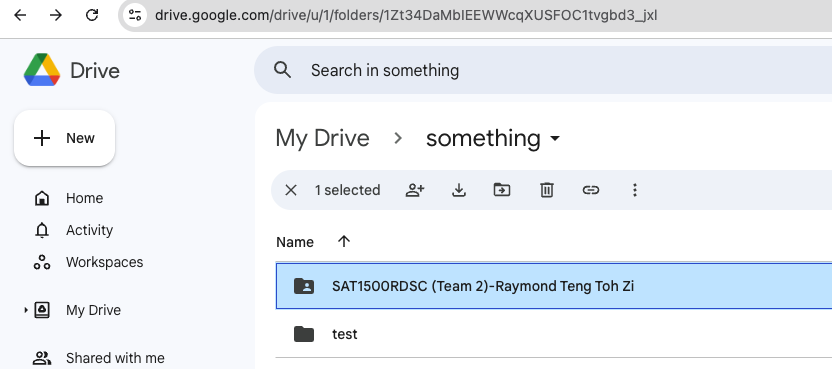 drive.google.com/drive/u/1/folders/1Zt34DaMbIEEWWcqXUSFOC1tvgbd3_jxl
Drive
Search in something
New
My Drive
something
1 selected
Home
Activity
Workspaces
My Drive
Shared with me
Name
SAT1500RDSC (Team 2)-Raymond Teng Toh Zi
test